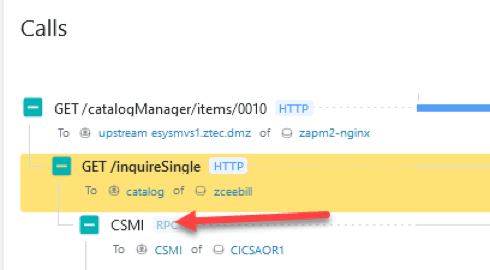 Calls
GET /catalogManager/items/0010 HTTP
To upstream esysmvs1.ztec.dmz of zapm2-nginx
GET /inquireSingle HTTP
To catalog of zceebill
CSMI RPC
To CSMI of CICSAOR1